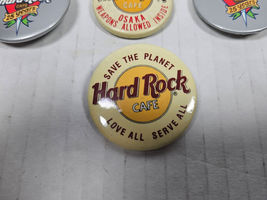 OSAKA
WEAPONS ALLOWED INSIDE
SAVE THE PLANET
Hard Rock
CAFE
®
LOVE ALL SERVE ALL